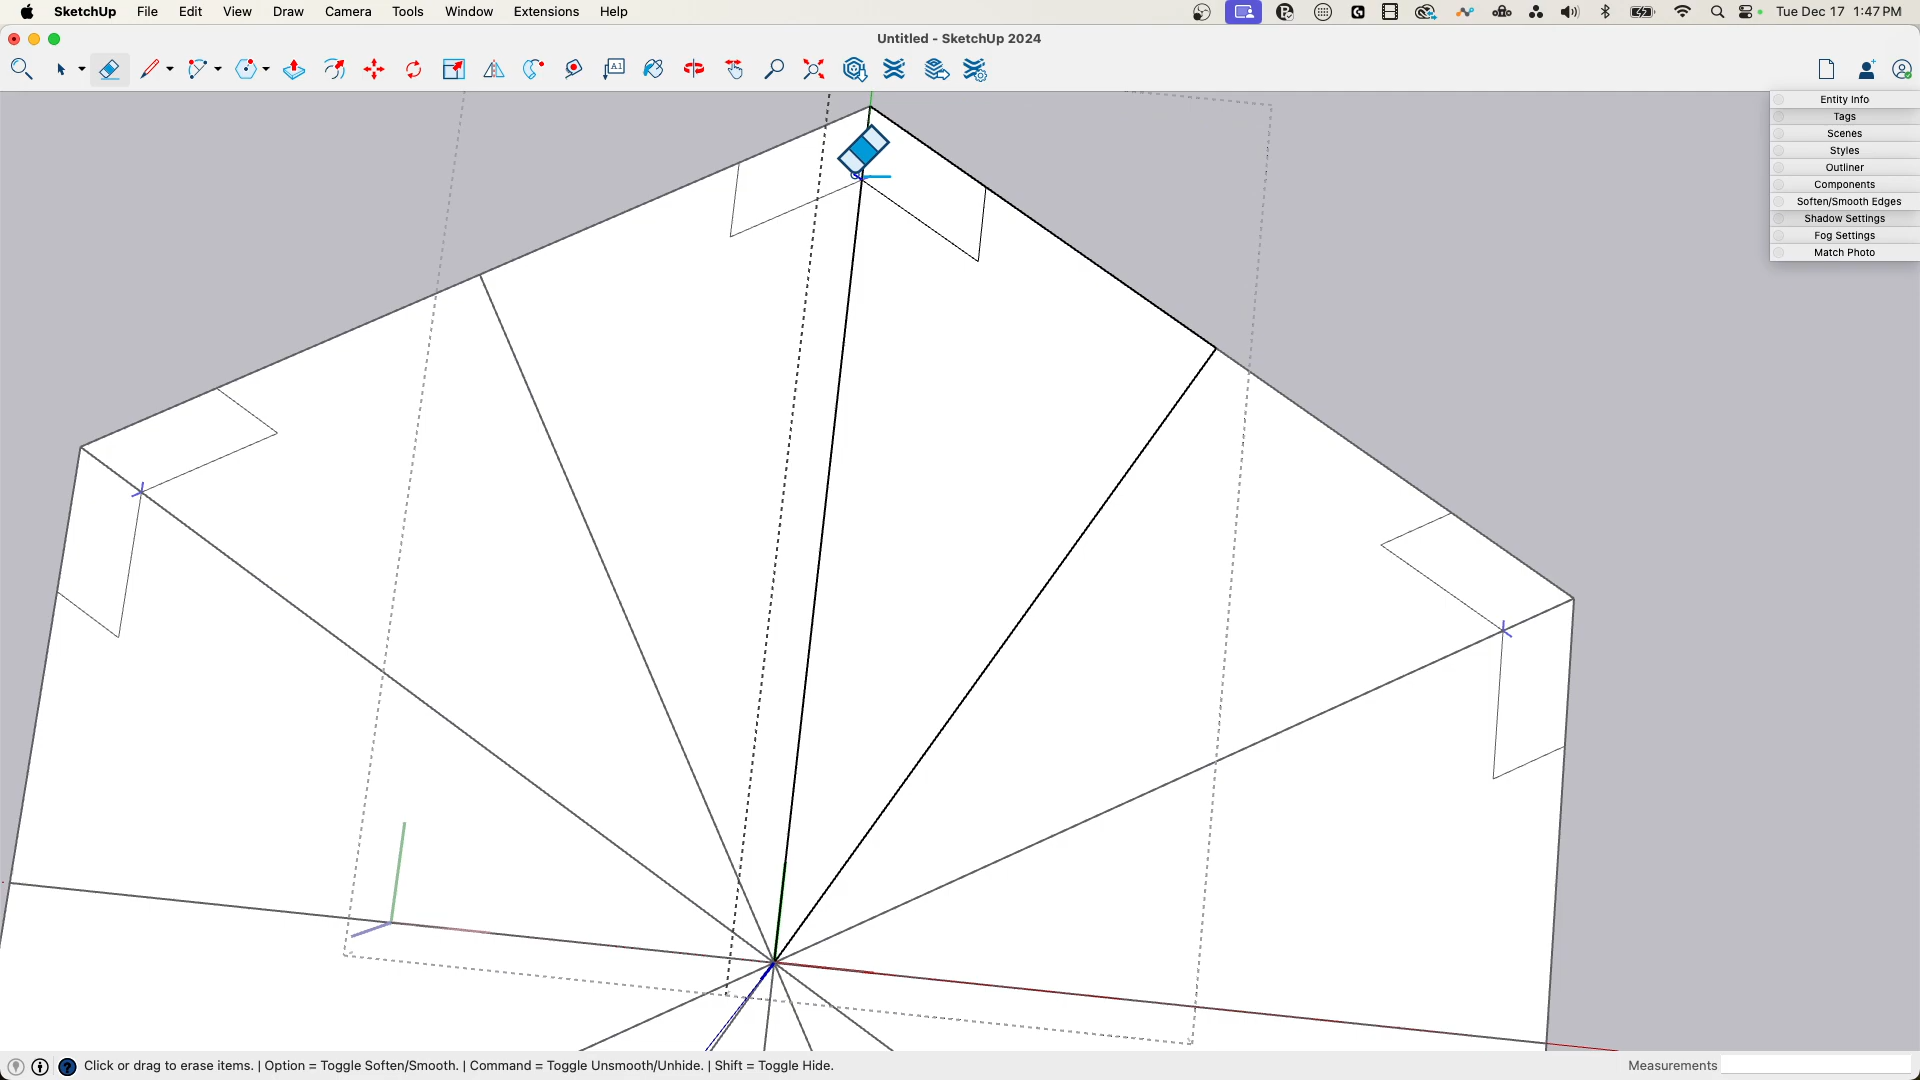 SketchUp File Edit View Draw Camera Tools Window Extensions Help Tue Dec 17 1:47 PM
Untitled - SketchUp 2024
A1
Entity Info
Tags
Scenes
Styles
Outliner
Components
Soften/Smooth Edges
Shadow Settings
Fog Settings
Match Photo
Click or drag to erase items. | Option = Toggle Soften/Smooth. | Command = Toggle Unsmooth/Unhide. | Shift = Toggle Hide. Measurements